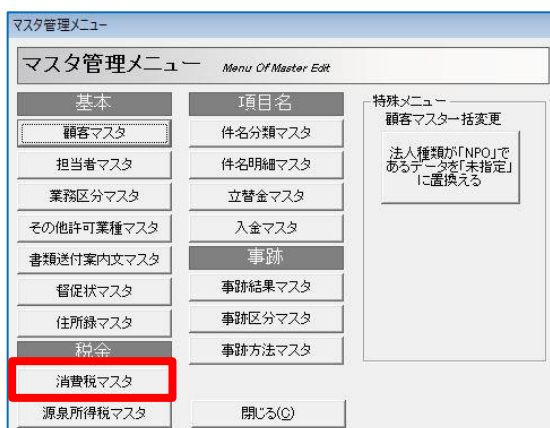 マスタ管理メニュー
マスタ管理メニュー Menu Of Master Edit
基本
顧客マスタ
担当者マスタ
業務区分マスタ
その他許可業種マスタ
書類送付案内文マスタ
督促状マスタ
住所録マスタ
税金
消費税マスタ
源泉所得税マスタ
項目名
件名分類マスタ
件名明細マスタ
立替金マスタ
入金マスタ
事跡
事跡結果マスタ
事跡区分マスタ
事跡方法マスタ
閉じる(C)
特殊メニュー
顧客マスタ一括変更
法人種類が「NPO」で
あるデータを「未指定」
に置換える